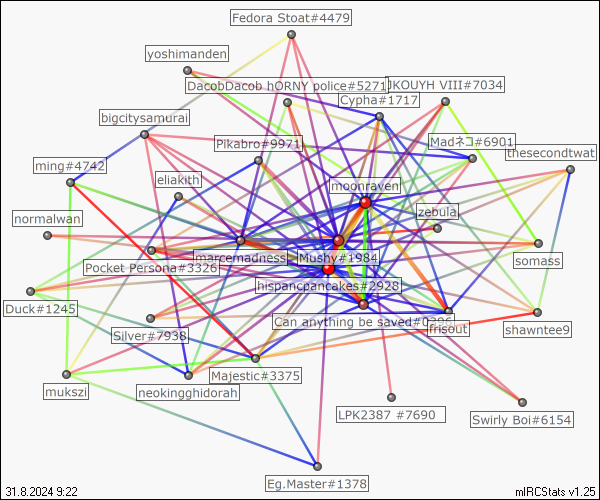 Fedora Stoat#4479
yoshimanden
DacobDacob hORNY police#5271
JKOUYH VIII#7034
Cypha#1717
bigcitysamurai
Pikabro#9971
Madネコ#6901
thesecondtwat
ming#4742
eliakith
moonraven
zebula
normalwan
marcemadness
Mushy#1984
somass
Pocket Persona#3326
hispancpancakes#2928
Duck#1245
Silver#7938
Can anything be saved
frisout
shawntee9
Majestic#3375
mukszi
neokingghidorah
LPK2387 #7690
Swirly Boi#6154
Eg.Master#1378
31.8.2024 9:22
mIRCStats v1.25